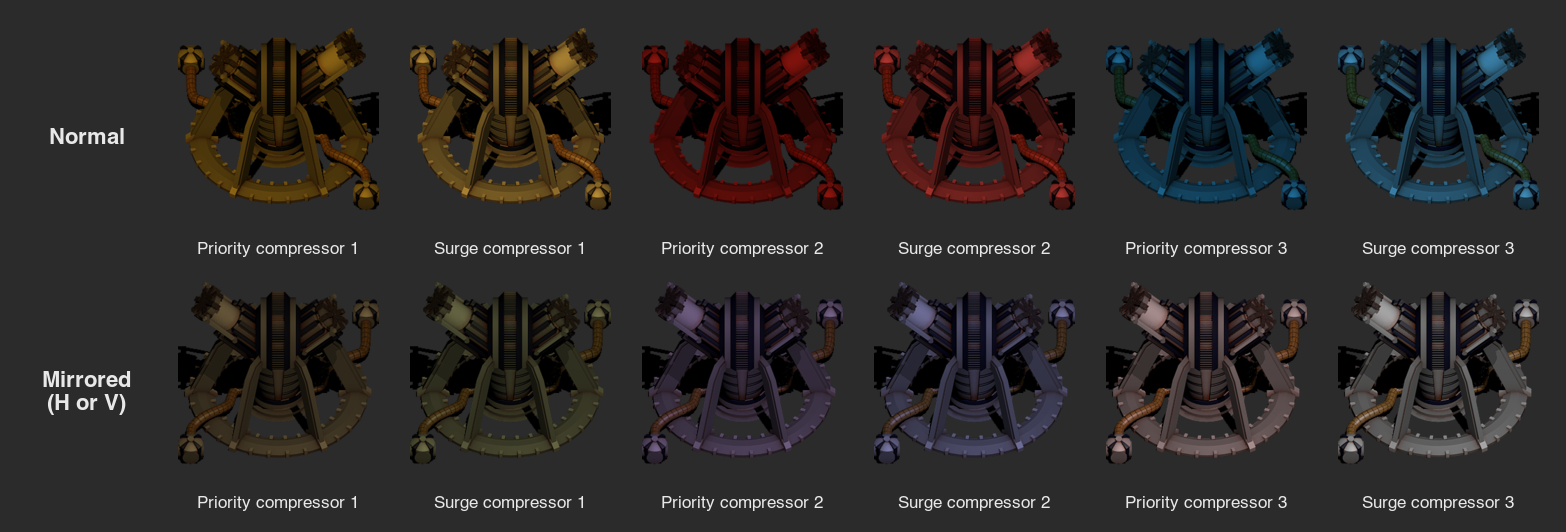 Normal
Priority compressor 1
Surge compressor 1
Priority compressor 2
Surge compressor 2
Priority compressor 3
Surge compressor 3
Mirrored
(H or V)
Priority compressor 1
Surge compressor 1
Priority compressor 2
Surge compressor 2
Priority compressor 3
Surge compressor 3